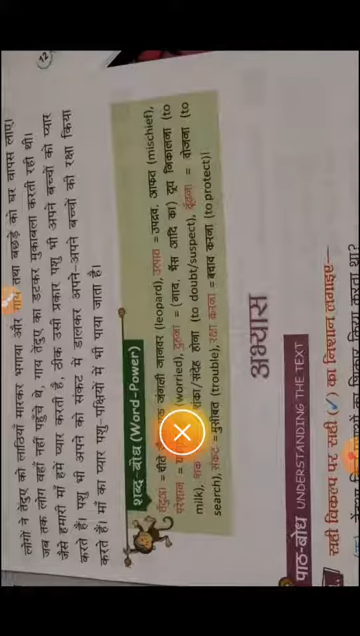 12
लोगों ने तेंदुए को लाठियाँ मारकर भगाया और गाय तथा बछड़े को घर वापस लाए।
जब तक लोग वहाँ नहीं पहुँचे थे, गाय तेंदुए का डटकर मुकाबला करती रही थी।
जैसे हमारी माँ हमें प्यार करती है, ठीक उसी प्रकार पशु भी अपने बच्चों को प्यार
करते हैं। पशु भी अपने को संकट में डालकर अपने-अपने बच्चों की रक्षा किया
करते हैं। माँ का प्यार पशु-पक्षियों में भी पाया जाता है।
शब्द-बोध (Word-Power)
तेंदुआ = चीते जंगली जानवर (leopard), उत्पात = उपद्रव, आफत (mischief),
परेशान = (worried), दुहना = (गाय, भैंस आदि का) दूध निकालना (to
milk), शक शंका/संदेह होना (to doubt/suspect), ढूँढ़ना = खोजना (to
search), संकट = मुसीबत (trouble), रक्षा करना = बचाव करना (to protect)।
अभ्यास
पाठ-बोध UNDERSTANDING THE TEXT
सही विकल्प पर सही (✓) का निशान लगाइए—